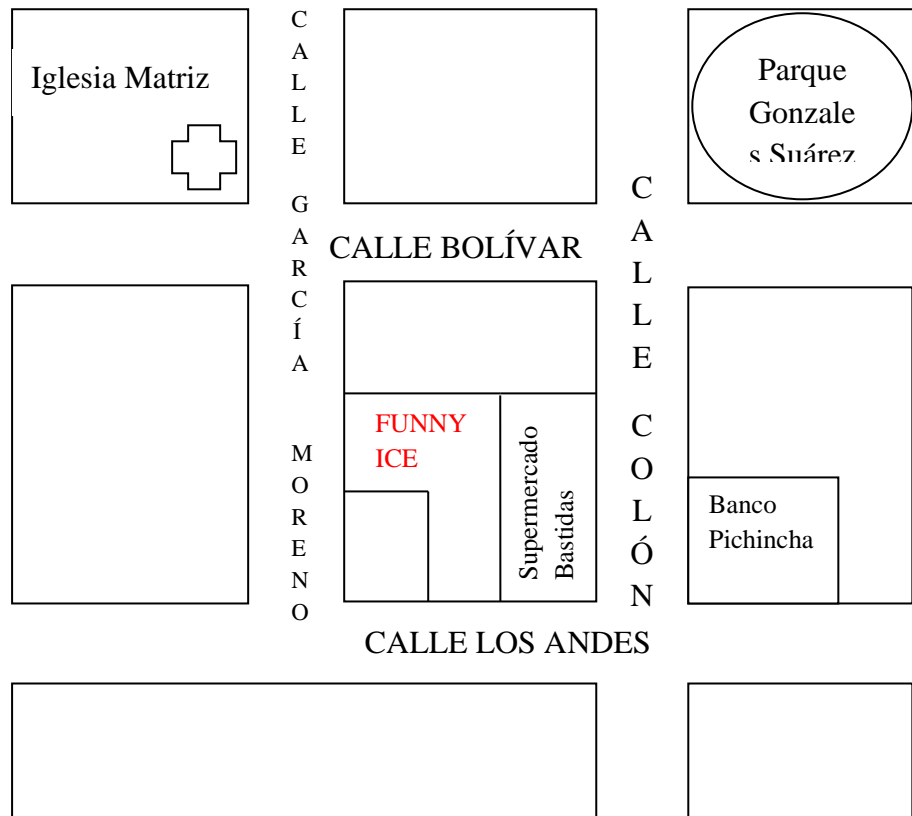 Iglesia Matriz
CALLE GARCÍA MORENO
Parque
Gonzale
s Suárez
CALLE BOLÍVAR
CALLE COLÓN
FUNNY
ICE
Supermercado
Bastidas
Banco
Pichincha
CALLE LOS ANDES